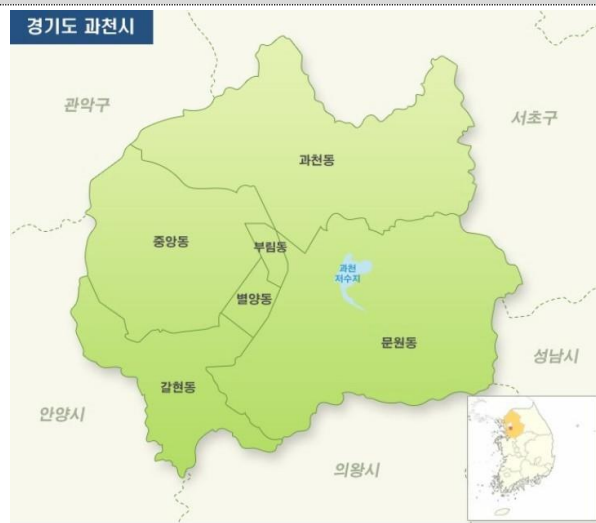 경기도 과천시
관악구
서초구
과천동
중앙동
부림동
과천
저수지
별양동
문원동
성남시
갈현동
안양시
의왕시